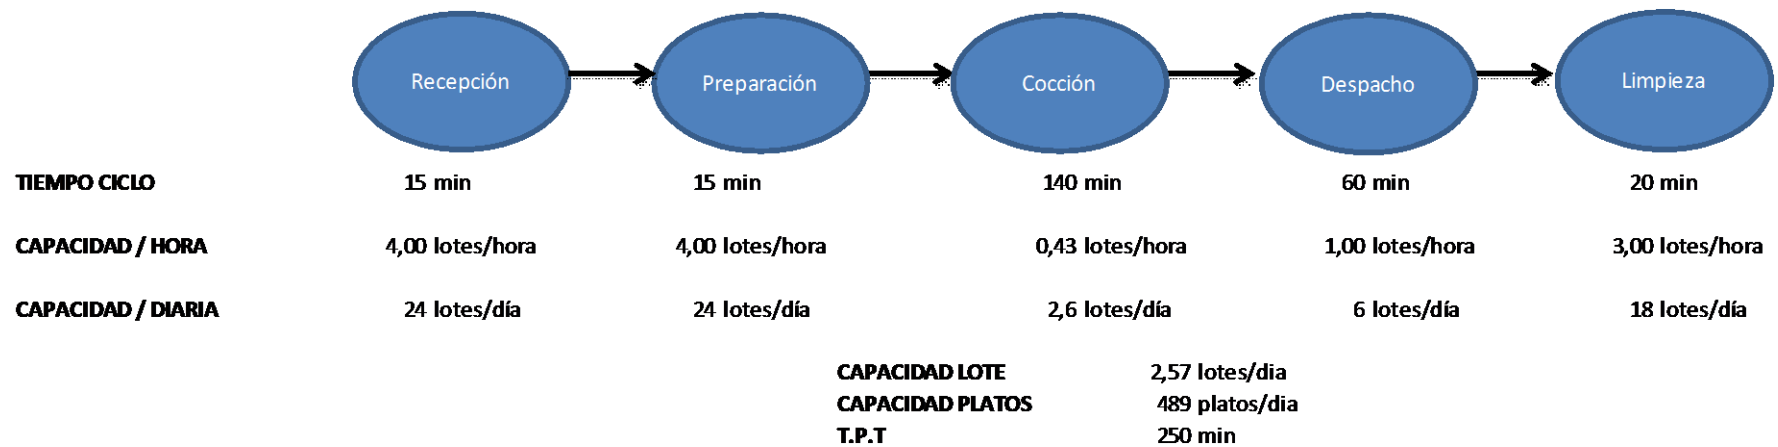 Recepción Preparación Cocción Despacho Limpieza
TIEMPO CICLO 15 min 15 min 140 min 60 min 20 min
CAPACIDAD / HORA 4,00 lotes/hora 4,00 lotes/hora 0,43 lotes/hora 1,00 lotes/hora 3,00 lotes/hora
CAPACIDAD / DIARIA 24 lotes/día 24 lotes/día 2,6 lotes/día 6 lotes/día 18 lotes/día
CAPACIDAD LOTE 2,57 lotes/dia
CAPACIDAD PLATOS 489 platos/dia
T.P.T 250 min